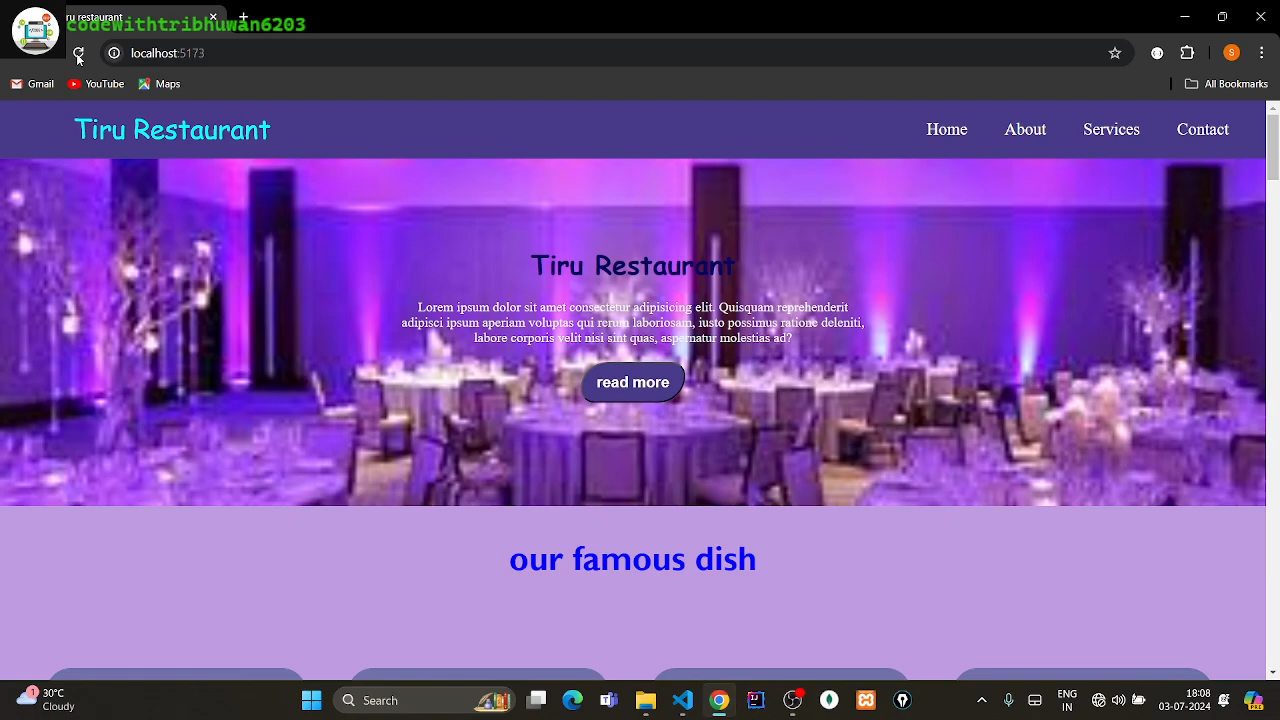 ru restaurant
codewithtribhuwan6203
localhost:5173
Gmail
YouTube
Maps
All Bookmarks
Tiru Restaurant
Home
About
Services
Contact
Tiru Restaurant
Lorem ipsum dolor sit amet consectetur adipisicing elit. Quisquam reprehenderit
adipisci ipsum aperiam voluptas qui rerum laboriosam, iusto possimus ratione deleniti,
labore corporis velit nisi sint quas, aspernatur molestias ad?
read more
our famous dish
1
30°C
Cloudy
Search
ENG
IN
18:08
03-07-2024